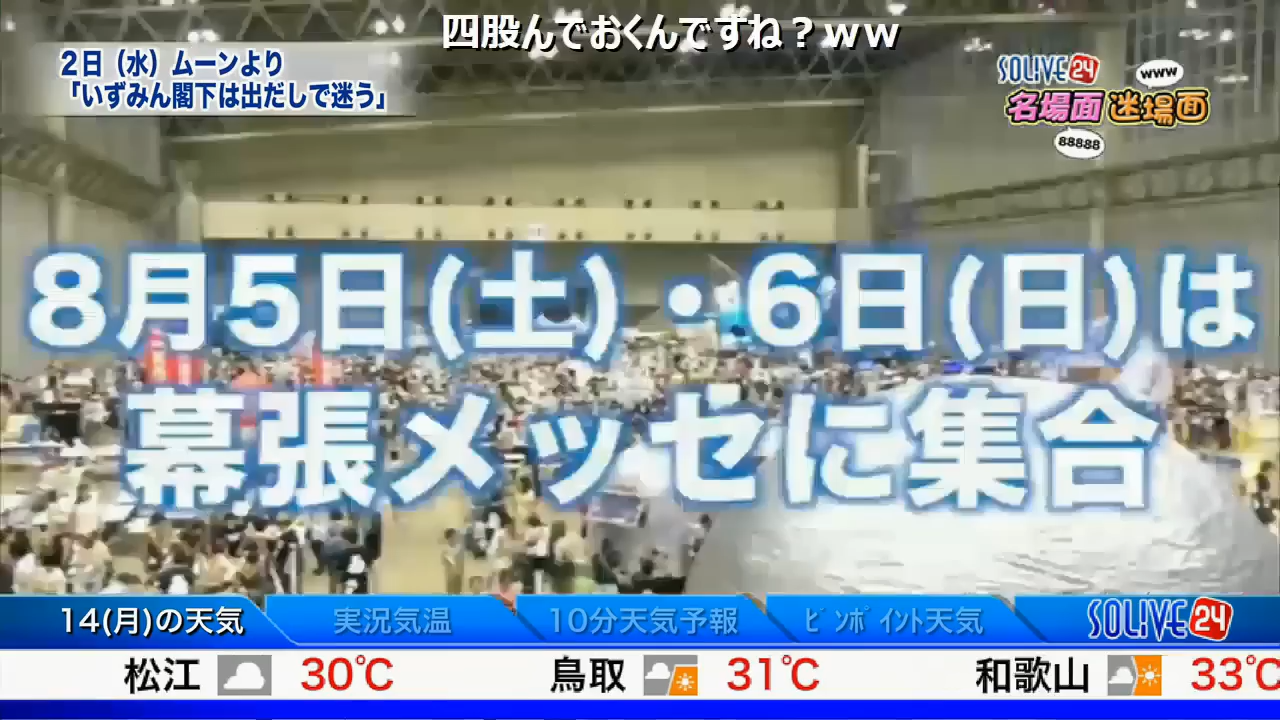 四股んでおくんですね？ｗｗ
2日（水）ムーンより
「いずみん閣下は出だしで迷う」
SOLiVE24
www
名場面 迷場面
88888
8月5日(土)・6日(日)は
幕張メッセに集合
14(月)の天気
実況気温
10分天気予報
ﾋﾟﾝﾎﾟｲﾝﾄ天気
SOLiVE24
松江 30℃
鳥取 31℃
和歌山 33℃